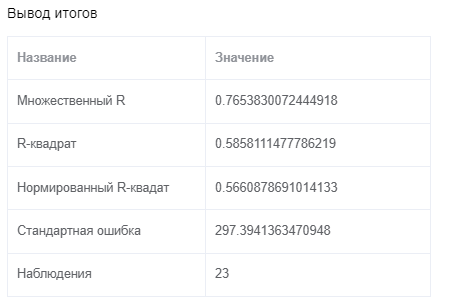 Вывод итогов
Название Значение
Множественный R 0.7653830072444918
R-квадрат 0.5858111477786219
Нормированный R-квадат 0.5660878691014133
Стандартная ошибка 297.3941363470948
Наблюдения 23